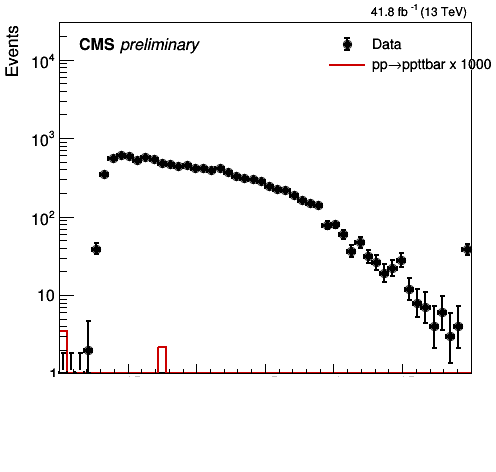 41.8 fb⁻¹ (13 TeV)
Events
CMS preliminary
Data
pp→ppttbar x 1000
10⁴
10³
10²
10
1